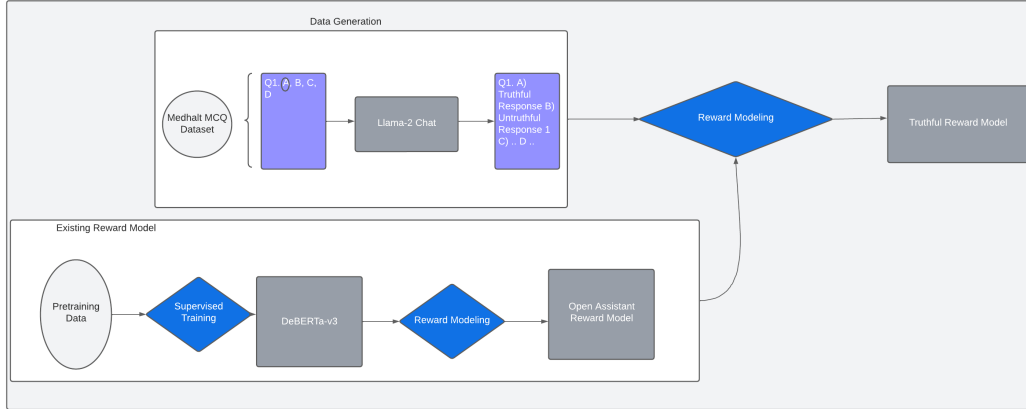 Data Generation
Medhalt MCQ
Dataset
Q1. A, B, C,
D
Llama-2 Chat
Q1. A)
Truthful
Response B)
Untruthful
Response 1
C) .. D ..
Reward Modeling
Truthful Reward Model
Existing Reward Model
Pretraining
Data
Supervised
Training
DeBERTa-v3
Reward Modeling
Open Assistant
Reward Model